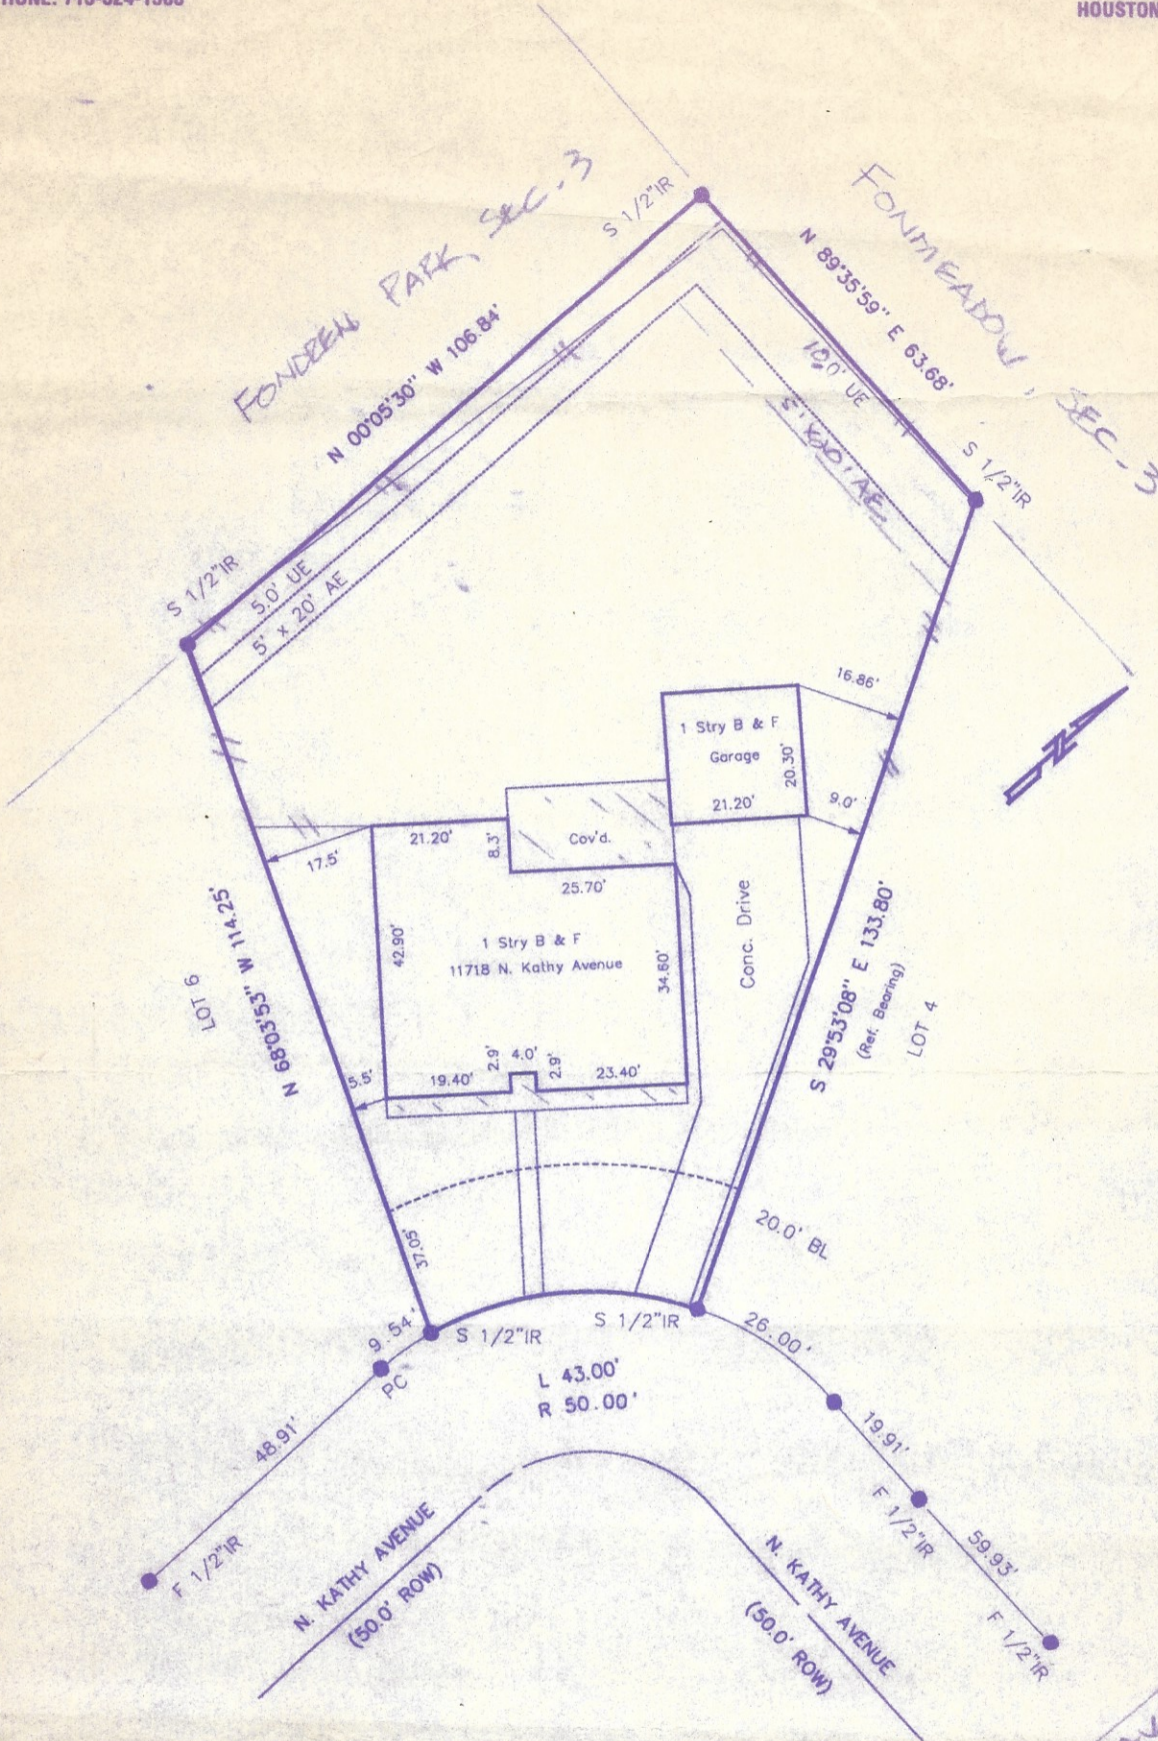 HOUSTON
FONDREN PARK, SEC. 3
FONMEADOW, SEC. 3
S 1/2"IR
N 89°35'59" E 63.68'
N 00°05'30" W 106.84'
10.0' UE
S 1/2"IR
S 1/2"IR
5.0' UE
5' x 20' AE
5' x 20' AE
16.86'
1 Stry B & F
Garage
20.30'
21.20'
9.0'
21.20'
8.3'
Cov'd.
17.5'
25.70'
Conc. Drive
42.90'
1 Stry B & F
11718 N. Kathy Avenue
34.60'
N 68°03'53" W 114.25'
LOT 6
S 29°53'08" E 133.80'
(Ref. Bearing)
LOT 4
5.5'
19.40'
2.9'
4.0'
2.9'
23.40'
37.05'
20.0' BL
9.54'
S 1/2"IR
S 1/2"IR
26.00'
PC
L 43.00'
R 50.00'
48.91'
19.91'
F 1/2"IR
F 1/2"IR
59.93'
F 1/2"IR
N. KATHY AVENUE
(50.0' ROW)
N. KATHY AVENUE
(50.0' ROW)